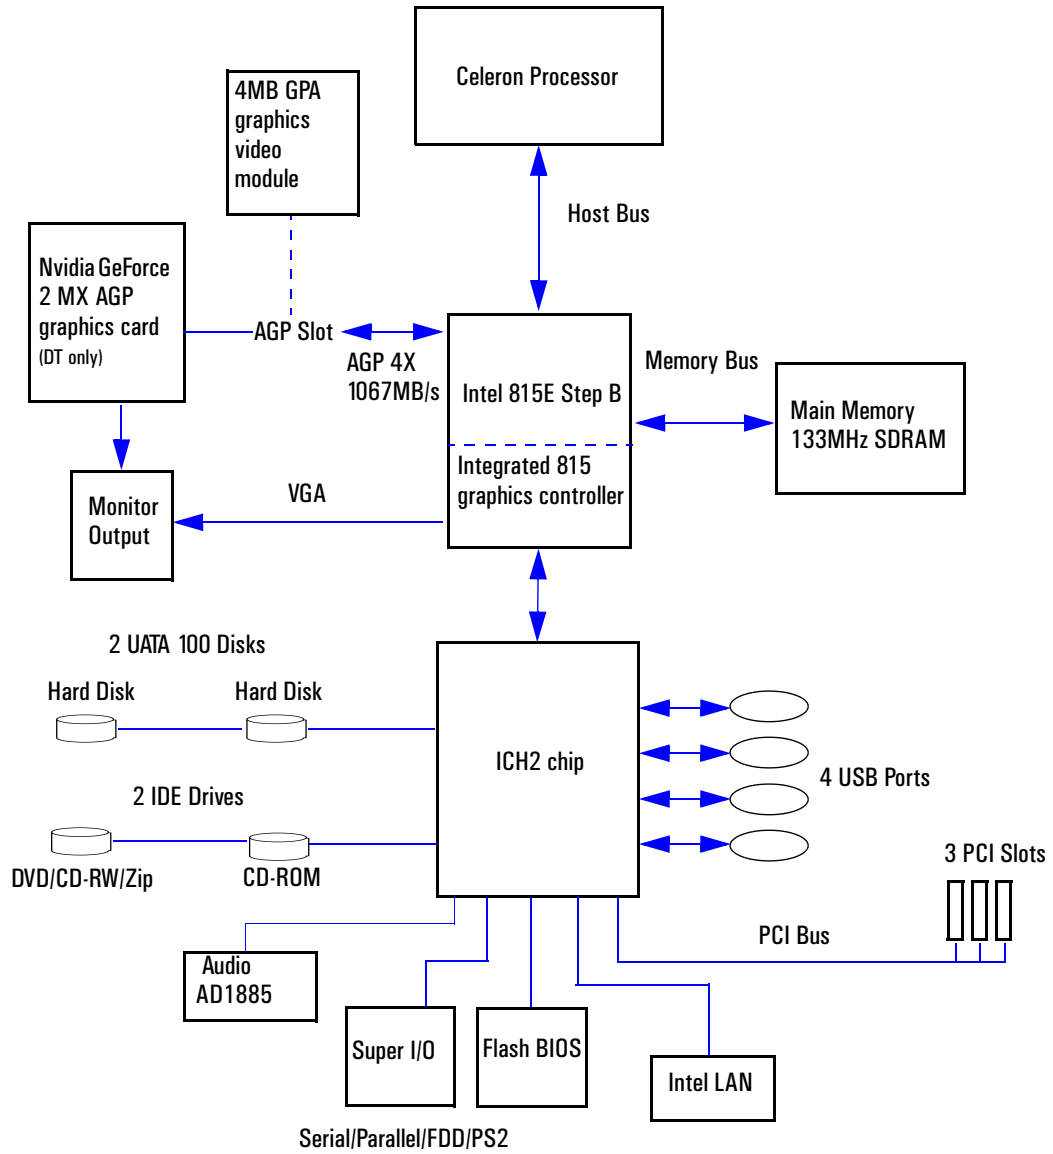 Celeron Processor
4MB GPA
graphics
video
module
Host Bus
Nvidia GeForce
2 MX AGP
graphics card
(DT only)
AGP Slot
AGP 4X
1067MB/s
Intel 815E Step B
Memory Bus
Main Memory
133MHz SDRAM
Integrated 815
graphics controller
VGA
Monitor
Output
2 UATA 100 Disks
Hard Disk
Hard Disk
ICH2 chip
4 USB Ports
2 IDE Drives
DVD/CD-RW/Zip
CD-ROM
3 PCI Slots
PCI Bus
Audio
AD1885
Super I/O
Flash BIOS
Intel LAN
Serial/Parallel/FDD/PS2